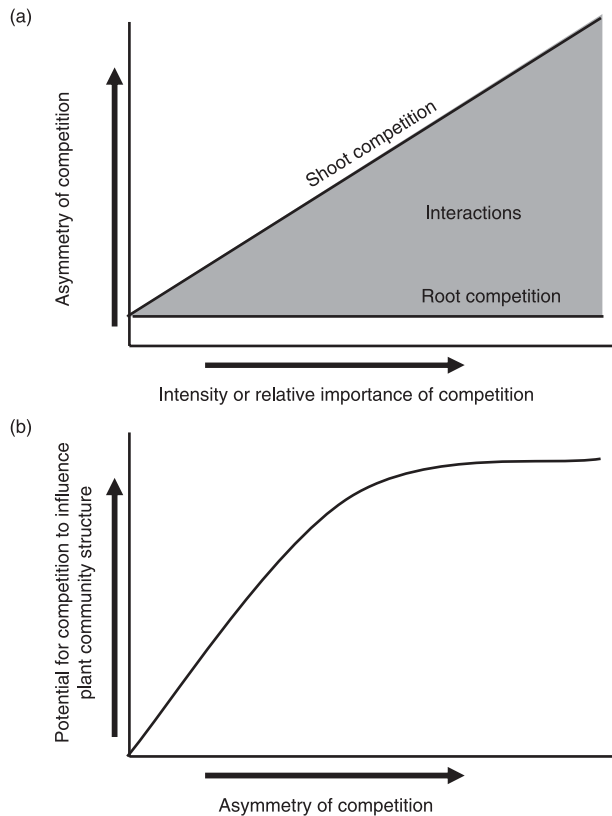 (a)
Asymmetry of competition
Shoot competition
Interactions
Root competition
Intensity or relative importance of competition
(b)
Potential for competition to influence
plant community structure
Asymmetry of competition